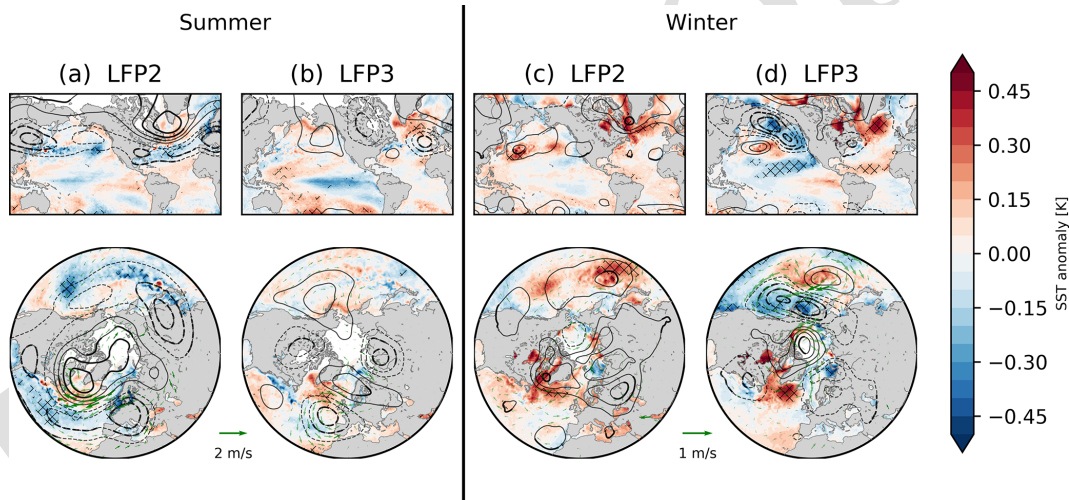 Summer
Winter
(a) LFP2
(b) LFP3
(c) LFP2
(d) LFP3
0.45
0.30
0.15
0.00
−0.15
−0.30
−0.45
SST anomaly [K]
2 m/s
1 m/s